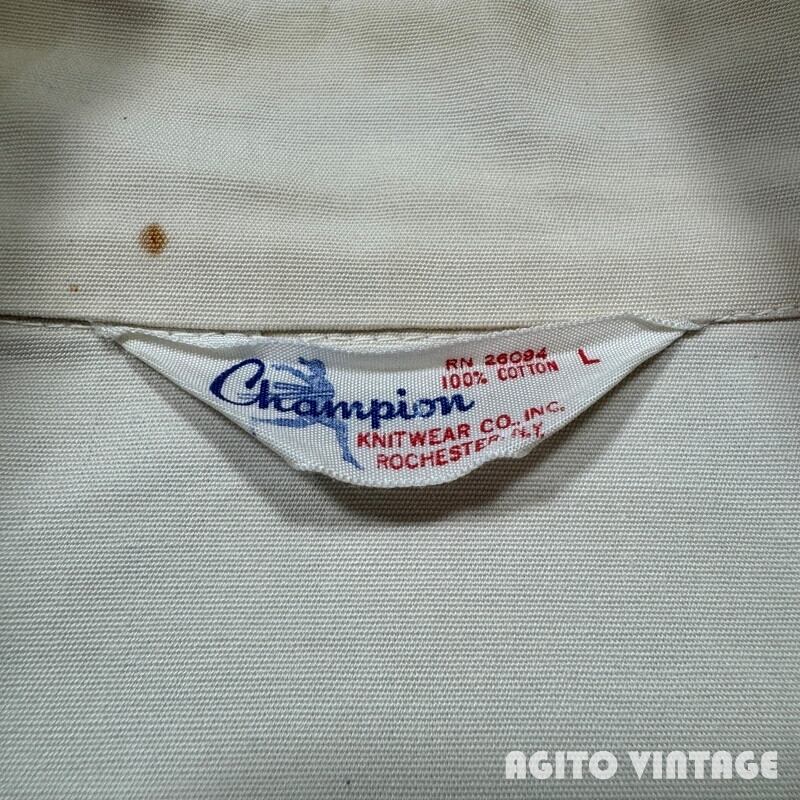 RN 26094
100% COTTON
L
Champion
KNITWEAR CO., INC.
ROCHESTER, N.Y.
AGITO VINTAGE